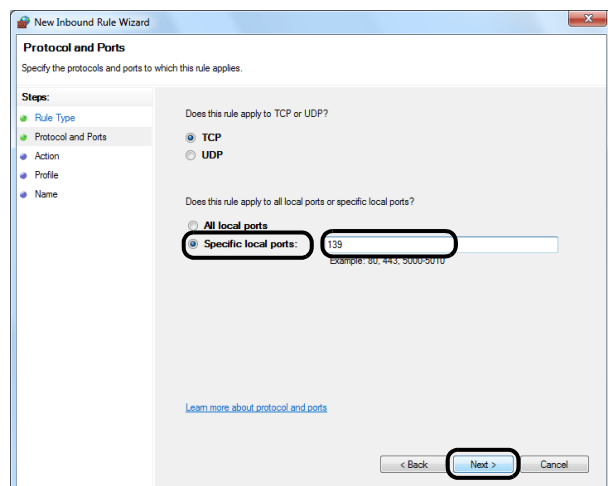 New Inbound Rule Wizard
Protocol and Ports
Specify the protocols and ports to which this rule applies.
Steps:
Rule Type
Protocol and Ports
Action
Profile
Name
Does this rule apply to TCP or UDP?
TCP
UDP
Does this rule apply to all local ports or specific local ports?
All local ports
Specific local ports: 139
Example: 80, 443, 5000-5010
Learn more about protocol and ports
< Back Next > Cancel